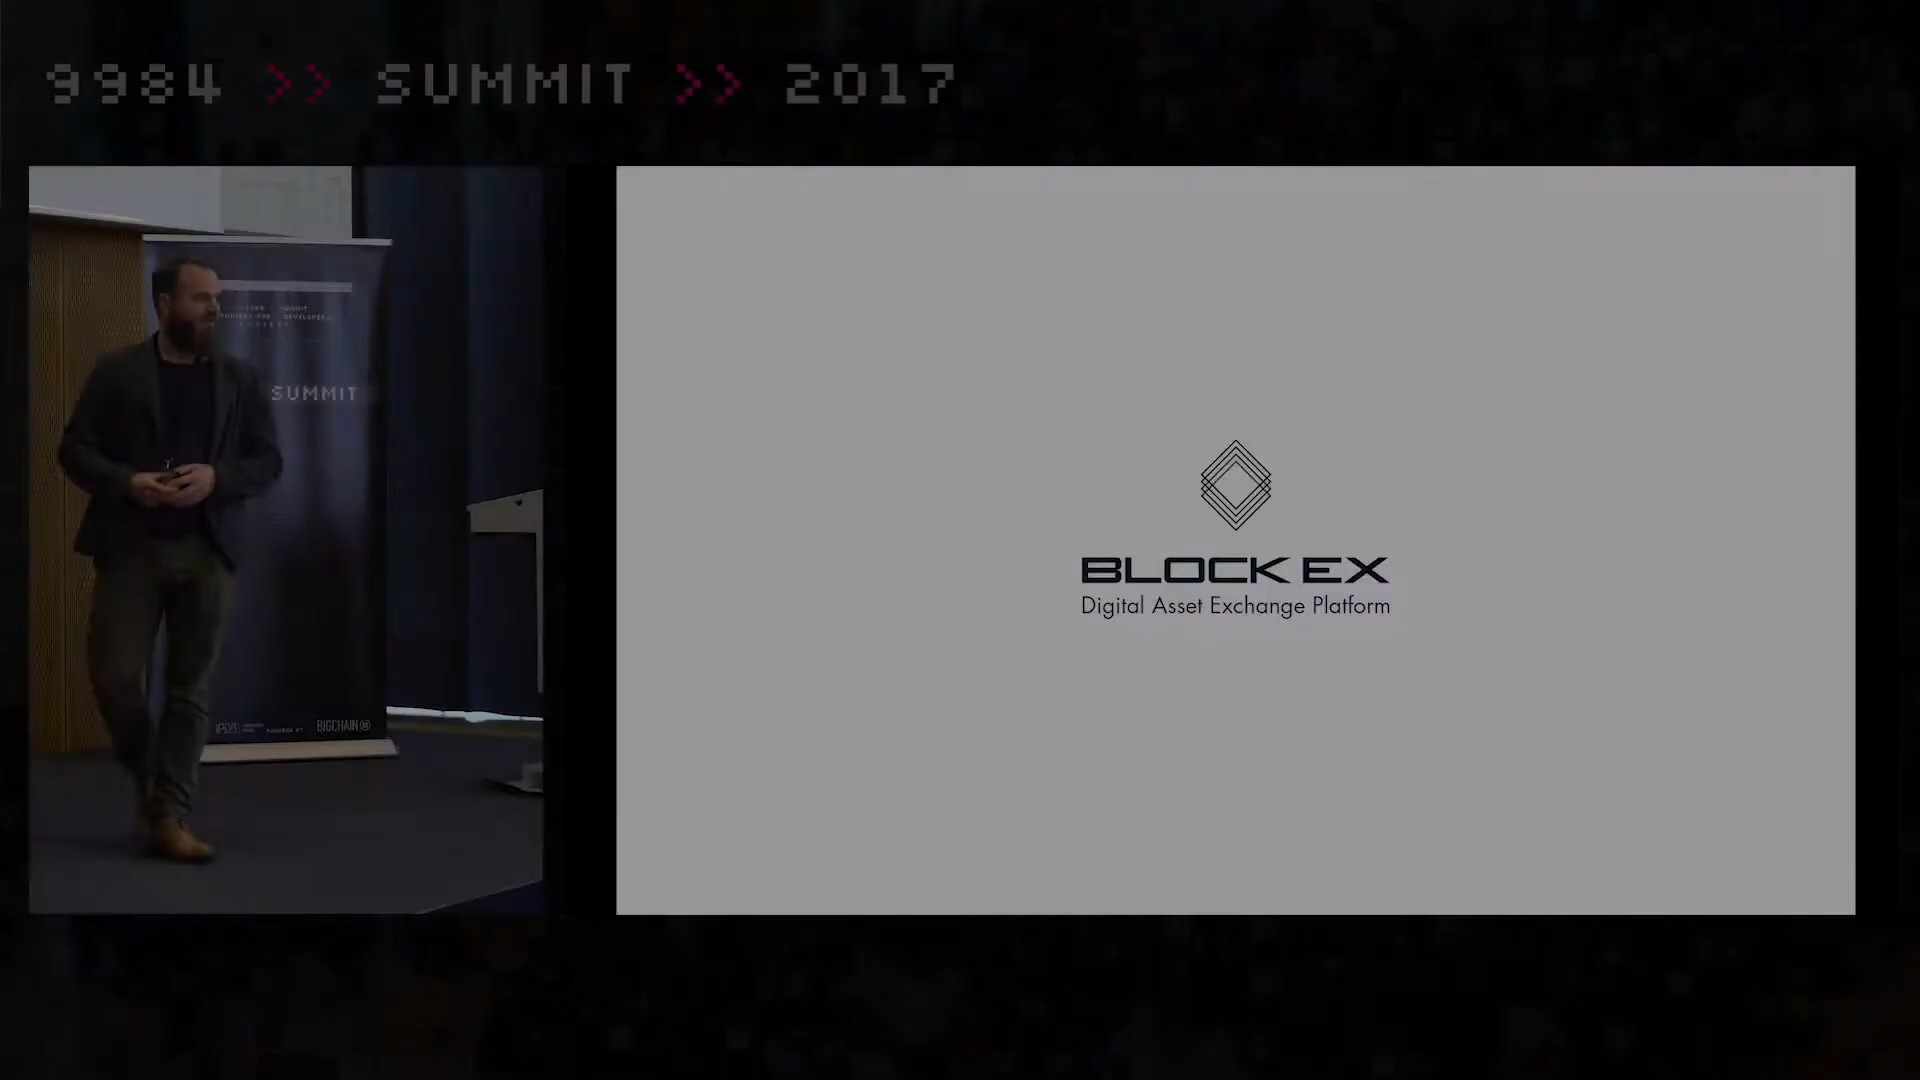 9984 >> SUMMIT >> 2017
SUMMIT
BIGCHAIN
BLOCK EX
Digital Asset Exchange Platform